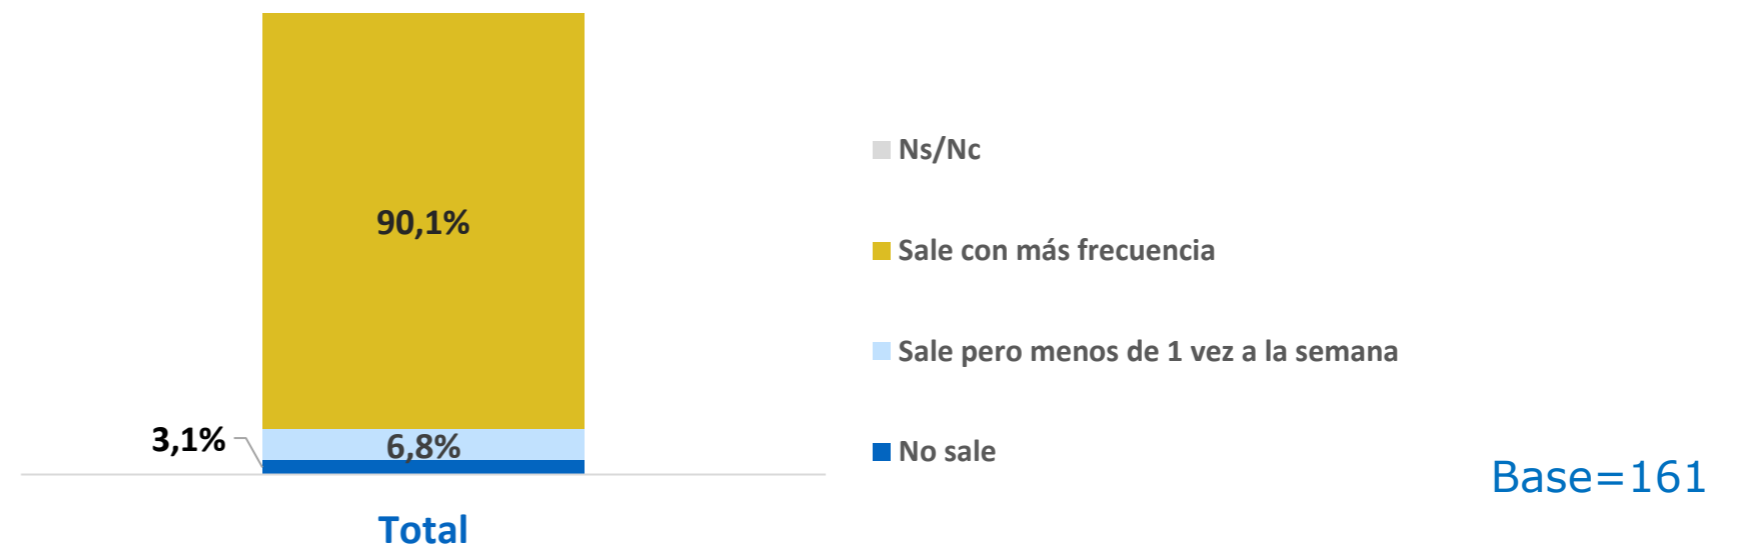 90,1%
3,1%
6,8%
Total
Ns/Nc
Sale con más frecuencia
Sale pero menos de 1 vez a la semana
No sale
Base=161